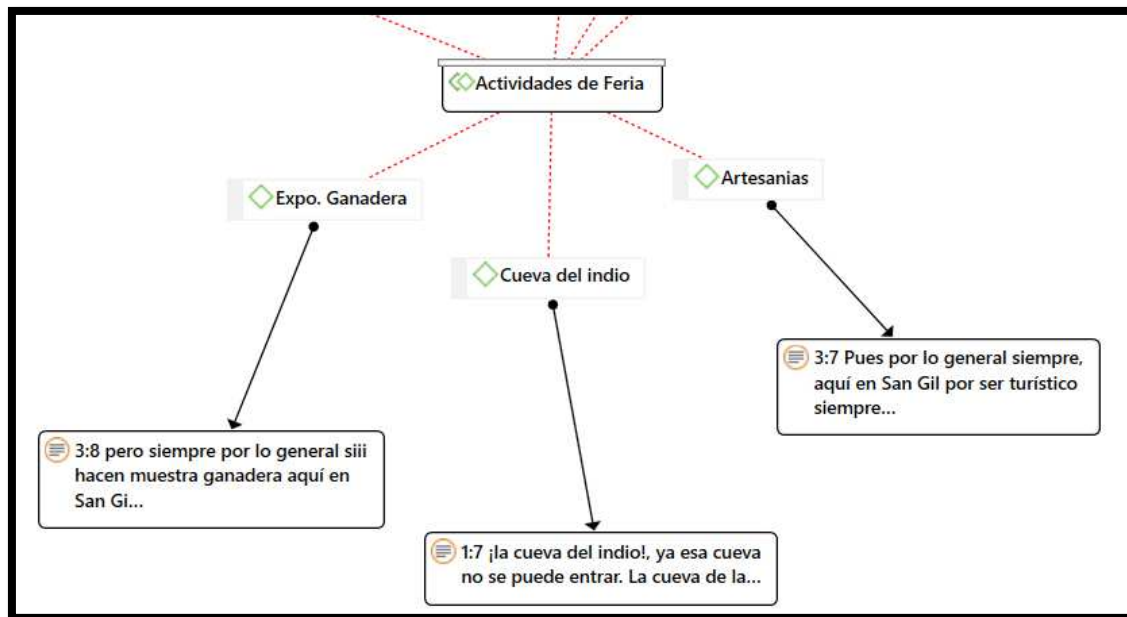 Actividades de Feria
Expo. Ganadera
Artesanias
Cueva del indio
3:8 pero siempre por lo general siii
hacen muestra ganadera aquí en
San Gi...
1:7 ¡la cueva del indio!, ya esa cueva
no se puede entrar. La cueva de la...
3:7 Pues por lo general siempre,
aquí en San Gil por ser turístico
siempre...